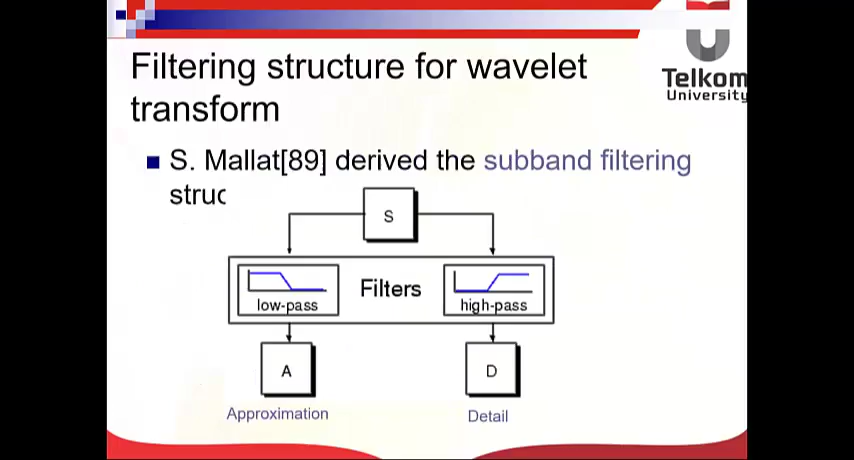 Filtering structure for wavelet
transform
Telkom
University
S. Mallat[89] derived the subband filtering
struc
S
Filters
low-pass
high-pass
A
D
Approximation
Detail